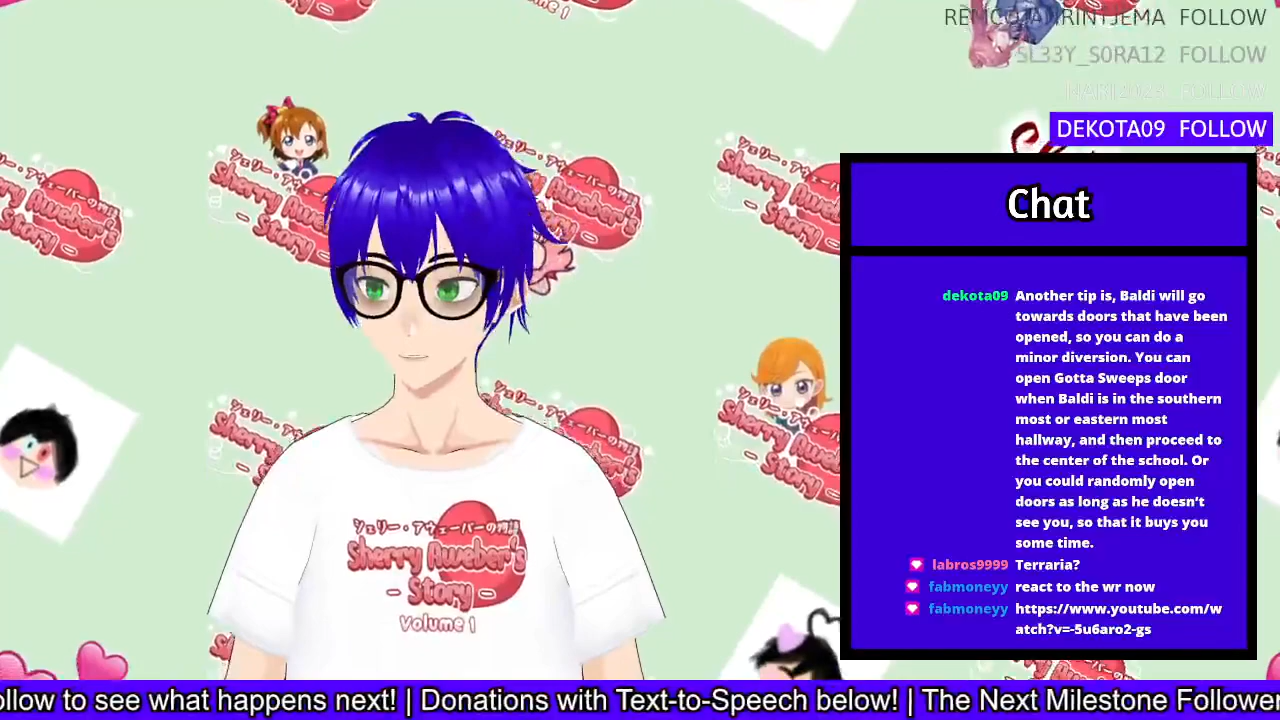 FOLLOW
SL33Y_S0RA12 FOLLOW
FOLLOW
DEKOTA09 FOLLOW
Chat
dekota09 Another tip is, Baldi will go
towards doors that have been
opened, so you can do a
minor diversion. You can
open Gotta Sweeps door
when Baldi is in the southern
most or eastern most
hallway, and then proceed to
the center of the school. Or
you could randomly open
doors as long as he doesn't
see you, so that it buys you
some time.
labros9999 Terraria?
fabmoneyy react to the wr now
fabmoneyy https://www.youtube.com/w
atch?v=-5u6aro2-gs
シェリー・アウェーバーの物語
Sherry Aweber's
- Story -
Volume 1
ollow to see what happens next! | Donations with Text-to-Speech below! | The Next Milestone Follower